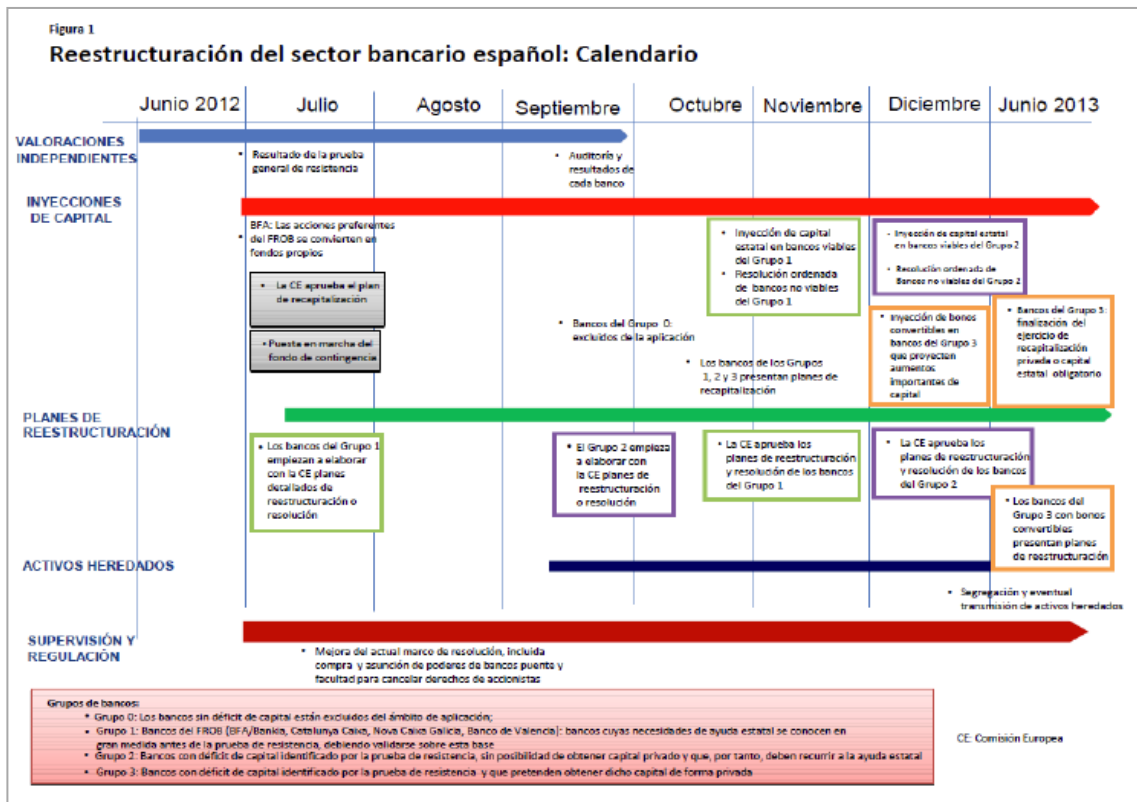 Figura 1
Reestructuración del sector bancario español: Calendario
Junio 2012
Julio
Agosto
Septiembre
Octubre
Noviembre
Diciembre
Junio 2013
VALORACIONES
INDEPENDIENTES
• Resultado de la prueba
general de resistencia
• Auditoría y
resultados de
cada banco
INYECCIONES
DE CAPITAL
BFA: Las acciones preferentes
• del FROB se convierten en
fondos propios
• La CE aprueba el plan
de recapitalización
• Puesta en marcha del
fondo de contingencia
• Bancos del Grupo 0:
excluidos de la aplicación
• Inyección de capital
estatal en bancos viables
del Grupo 1
• Resolución ordenada
de bancos no viables
del Grupo 1
• Los bancos de los Grupos
1, 2 y 3 presentan planes de
recapitalización
- Inyección de capital estatal
en bancos viables del Grupo 2
• Resolución ordenada de
Bancos no viables del Grupo 2
• Inyección de bonos
convertibles en
bancos del Grupo 3
que proyecten
aumentos
importantes de
capital
• Bancos del Grupo 3:
finalización del
ejercicio de
recapitalización
privada o capital
estatal obligatorio
PLANES DE
REESTRUCTURACIÓN
• Los bancos del Grupo 1
empiezan a elaborar
con la CE planes
detallados de
reestructuración o
resolución
• El Grupo 2 empieza
a elaborar con
la CE planes de
reestructuración
o resolución
• La CE aprueba los
planes de reestructuración
y resolución de los bancos
del Grupo 1
• La CE aprueba los
planes de reestructuración
y resolución de los bancos
del Grupo 2
• Los bancos del
Grupo 3 con bonos
convertibles
presentan planes
de reestructuración
ACTIVOS HEREDADOS
• Segregación y eventual
transmisión de activos heredados
SUPERVISIÓN Y
REGULACIÓN
• Mejora del actual marco de resolución, incluida
compra y asunción de poderes de bancos puente y
facultad para cancelar derechos de accionistas
Grupos de bancos:
• Grupo 0: Los bancos sin déficit de capital están excluidos del ámbito de aplicación;
• Grupo 1: Bancos del FROB (BFA/Bankia, Catalunya Caixa, Nova Caixa Galicia, Banco de Valencia): bancos cuyas necesidades de ayuda estatal se conocen en
gran medida antes de la prueba de resistencia, debiendo validarse sobre esta base
• Grupo 2: Bancos con déficit de capital identificado por la prueba de resistencia, sin posibilidad de obtener capital privado y que, por tanto, deben recurrir a la ayuda estatal
• Grupo 3: Bancos con déficit de capital identificado por la prueba de resistencia y que pretenden obtener dicho capital de forma privada
CE: Comisión Europea